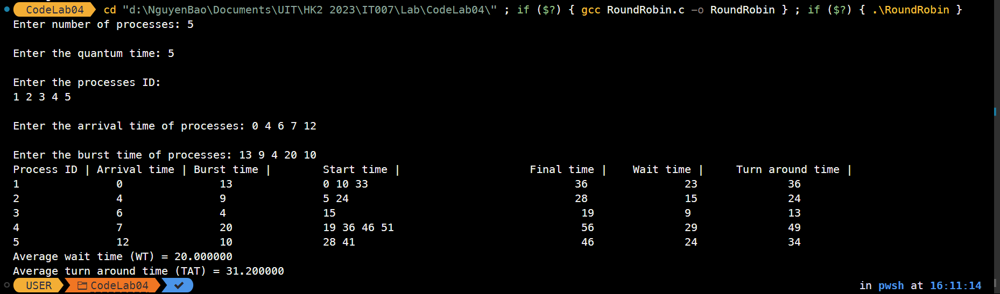 CodeLab04 cd "d:\NguyenBao\Documents\UIT\HK2 2023\IT007\Lab\CodeLab04\" ; if ($?) { gcc RoundRobin.c -o RoundRobin } ; if ($?) { .\RoundRobin }
Enter number of processes: 5
Enter the quantum time: 5
Enter the processes ID:
1 2 3 4 5
Enter the arrival time of processes: 0 4 6 7 12
Enter the burst time of processes: 13 9 4 20 10
Process ID | Arrival time | Burst time | Start time | Final time | Wait time | Turn around time |
1 0 13 0 10 33 36 23 36
2 4 9 5 24 28 15 24
3 6 4 15 19 9 13
4 7 20 19 36 46 51 56 29 49
5 12 10 28 41 46 24 34
Average wait time (WT) = 20.000000
Average turn around time (TAT) = 31.200000
USER CodeLab04 in pwsh at 16:11:14